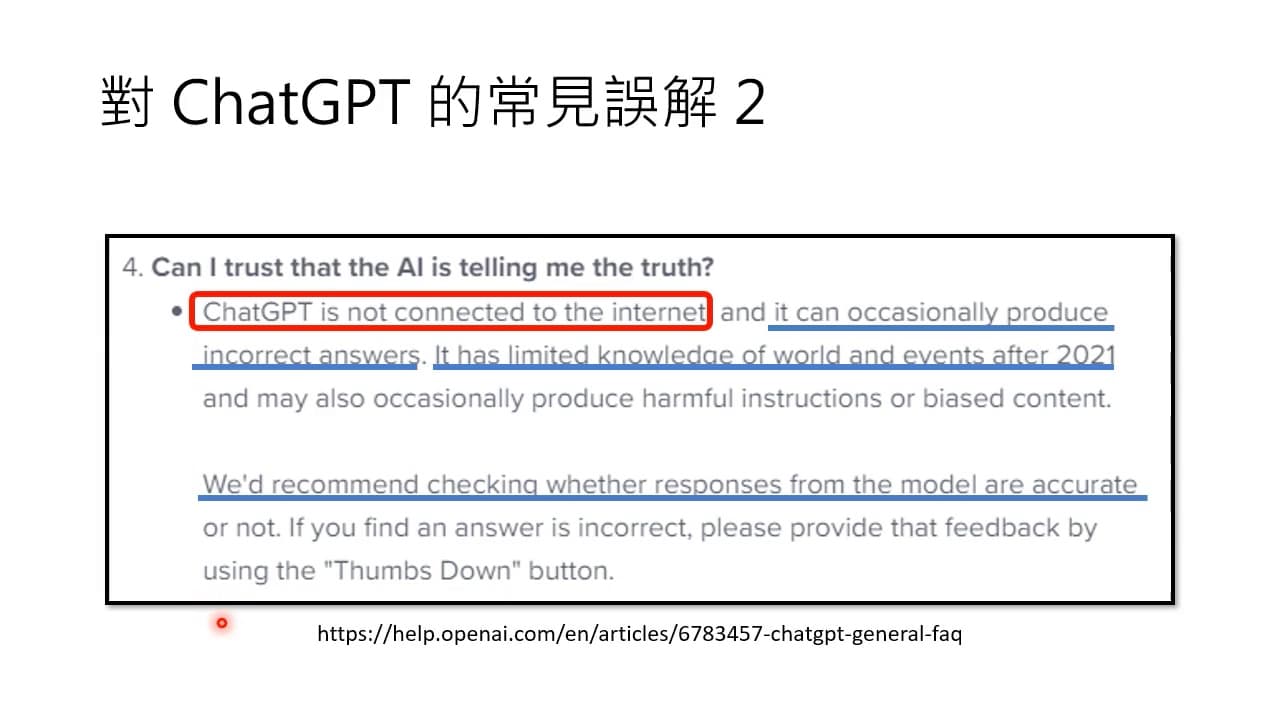 對 ChatGPT 的常見誤解 2
4. Can I trust that the AI is telling me the truth?
• ChatGPT is not connected to the internet and it can occasionally produce
incorrect answers. It has limited knowledge of world and events after 2021
and may also occasionally produce harmful instructions or biased content.
We'd recommend checking whether responses from the model are accurate
or not. If you find an answer is incorrect, please provide that feedback by
using the "Thumbs Down" button.
https://help.openai.com/en/articles/6783457-chatgpt-general-faq